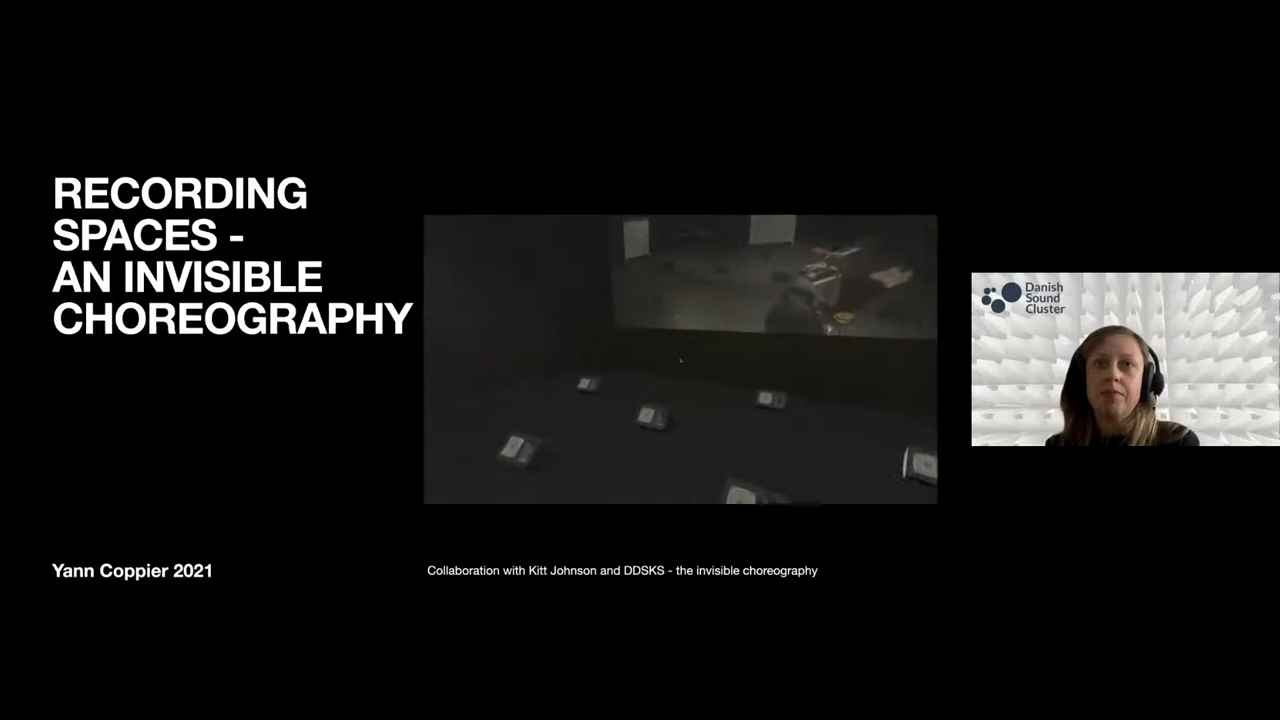 RECORDING
SPACES -
AN INVISIBLE
CHOREOGRAPHY
Danish
Sound
Cluster
Yann Coppier 2021
Collaboration with Kitt Johnson and DDSKS - the invisible choreography